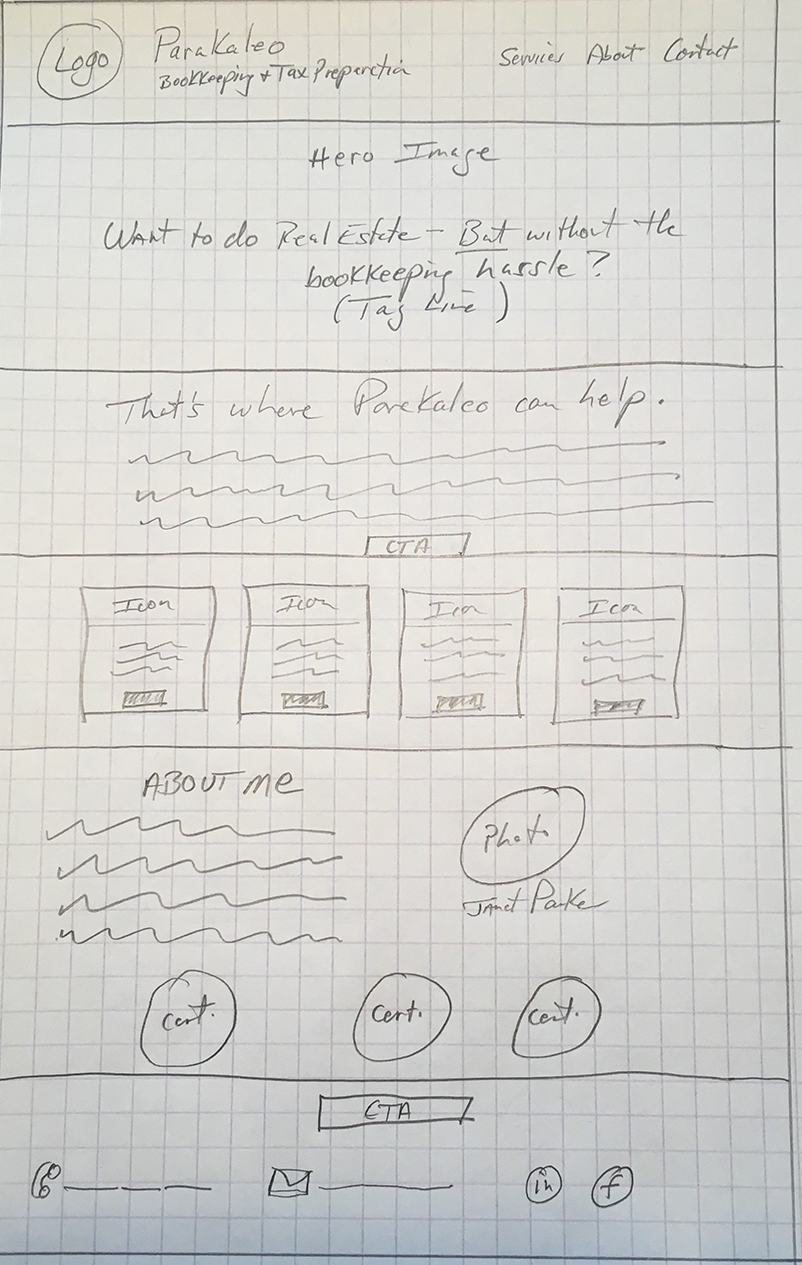 Logo
ParaKaleo
Bookkeeping + Tax Preparation
Services About Contact
Hero Image
Want to do Real Estate - But without the
bookkeeping hassle?
(Tag Line)
That's where ParaKaleo can help.
CTA
Icon Icon Icon Icon
ABOUT ME
Photo
Janet Parker
Cert. Cert. Cert.
CTA
in f